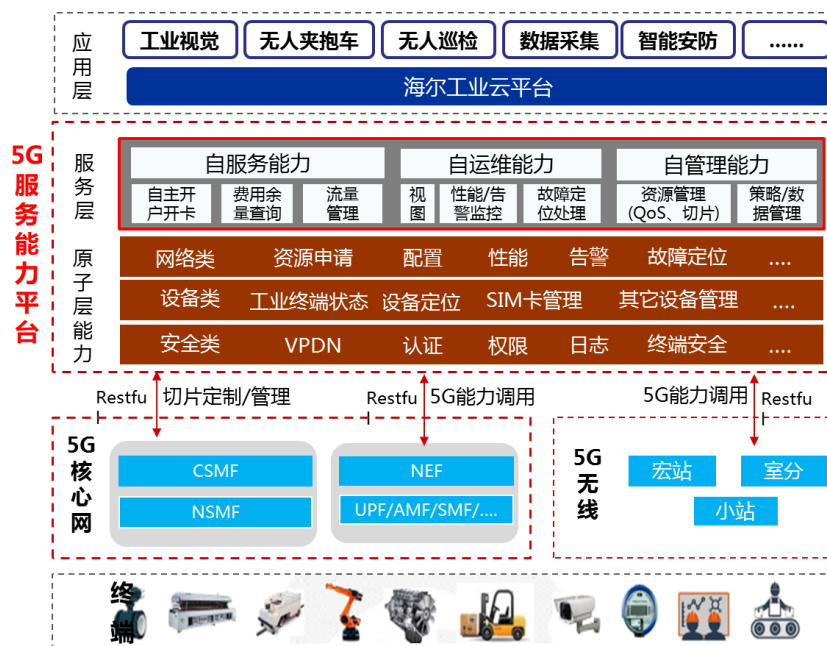 应用层
工业视觉
无人夹抱车
无人巡检
数据采集
智能安防
……
海尔工业云平台
5G服务能力平台
服务层
自服务能力
自运维能力
自管理能力
自主开
户开卡
费用余
量查询
流量
管理
视
图
性能/告
警监控
故障定
位处理
资源管理
(QoS、切片)
策略/数
据管理
原子层能力
网络类 资源申请 配置 性能 告警 故障定位 ….
设备类 工业终端状态 设备定位 SIM卡管理 其它设备管理 ….
安全类 VPDN 认证 权限 日志 终端安全 ….
Restfu 切片定制/管理
Restfu 5G能力调用
5G能力调用 Restfu
5G核心网
CSMF
NSMF
NEF
UPF/AMF/SMF/....
5G无线
宏站
室分
小站
终端